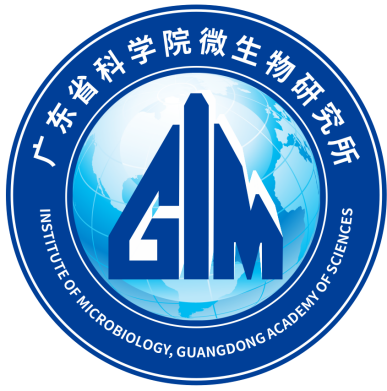 广东省科学院微生物研究所
GIM
INSTITUTE OF MICROBIOLOGY, GUANGDONG ACADEMY OF SCIENCES